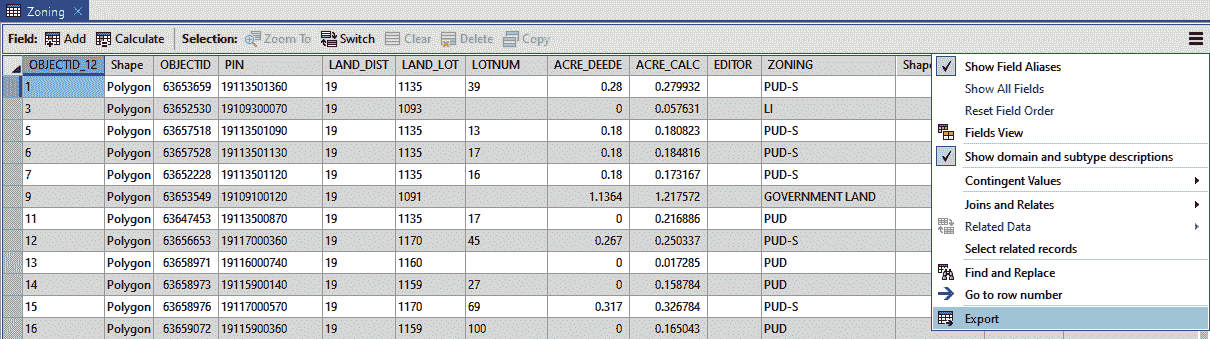 Zoning ×
Field: Add Calculate Selection: Zoom To Switch Clear Delete Copy
OBJECTID_12 Shape OBJECTID PIN LAND_DIST LAND_LOT LOTNUM ACRE_DEEDE ACRE_CALC EDITOR ZONING Shape
1 Polygon 63653659 19113501360 19 1135 39 0.28 0.279932 PUD-S
3 Polygon 63652530 19109300070 19 1093 0 0.057631 LI
5 Polygon 63657518 19113501090 19 1135 13 0.18 0.180823 PUD-S
6 Polygon 63657528 19113501130 19 1135 17 0.18 0.184816 PUD-S
7 Polygon 63652228 19113501120 19 1135 16 0.18 0.173167 PUD-S
9 Polygon 63653549 19109100120 19 1091 1.1364 1.217572 GOVERNMENT LAND
11 Polygon 63647453 19113500870 19 1135 17 0 0.216886 PUD
12 Polygon 63656653 19117000360 19 1170 45 0.267 0.250337 PUD-S
13 Polygon 63658971 19116000740 19 1160 0 0.017285 PUD
14 Polygon 63658973 19115900140 19 1159 27 0 0.158784 PUD
15 Polygon 63658976 19117000570 19 1170 69 0.317 0.326784 PUD-S
16 Polygon 63659072 19115900360 19 1159 100 0 0.165043 PUD
Show Field Aliases
Show All Fields
Reset Field Order
Fields View
Show domain and subtype descriptions
Contingent Values
Joins and Relates
Related Data
Select related records
Find and Replace
Go to row number
Export